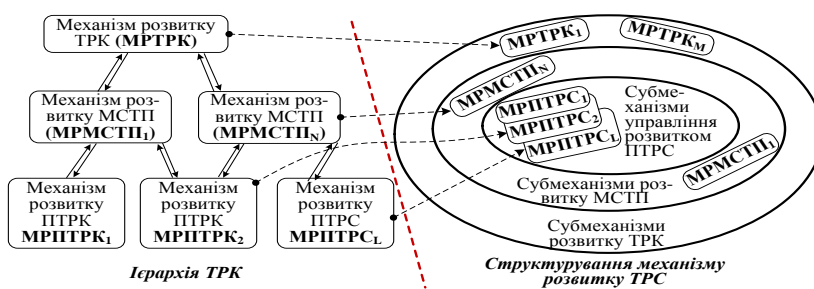 Механізм розвитку
ТРК (МРТРК)
Механізм роз-
витку МСТП
(МРМСТП₁)
Механізм роз-
витку МСТП
(МРМСТПN)
Механізм
розвитку
ПТРК
МРПТРК₁
Механізм
розвитку
ПТРК
МРПТРК₂
Механізм
розвитку
ПТРС
МРПТРСL
Ієрархія ТРК
МРТРК₁
МРТРКM
МРМСТПN
МРПТРС₁
МРПТРС₂
МРПТРСL
Субме-
ханізми
управління
розвитком
ПТРС
МРМСТП₁
Субмеханізми роз-
витку МСТП
Субмеханізми
розвитку ТРК
Структурування механізму
розвитку ТРС